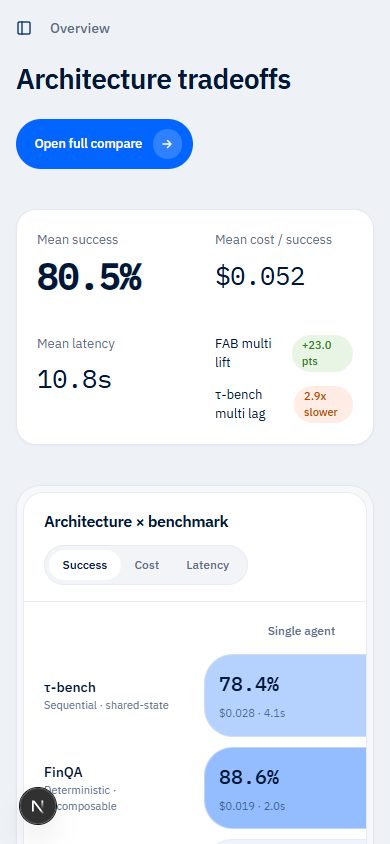 Overview
Architecture tradeoffs
Open full compare
Mean success
80.5%
Mean cost / success
$0.052
Mean latency
10.8s
FAB multi
lift
+23.0
pts
τ-bench
multi lag
2.9x
slower
Architecture × benchmark
Success Cost Latency
Single agent
τ-bench
Sequential · shared-state
78.4%
$0.028 · 4.1s
FinQA
Deterministic ·
composable
88.6%
$0.019 · 2.0s
N